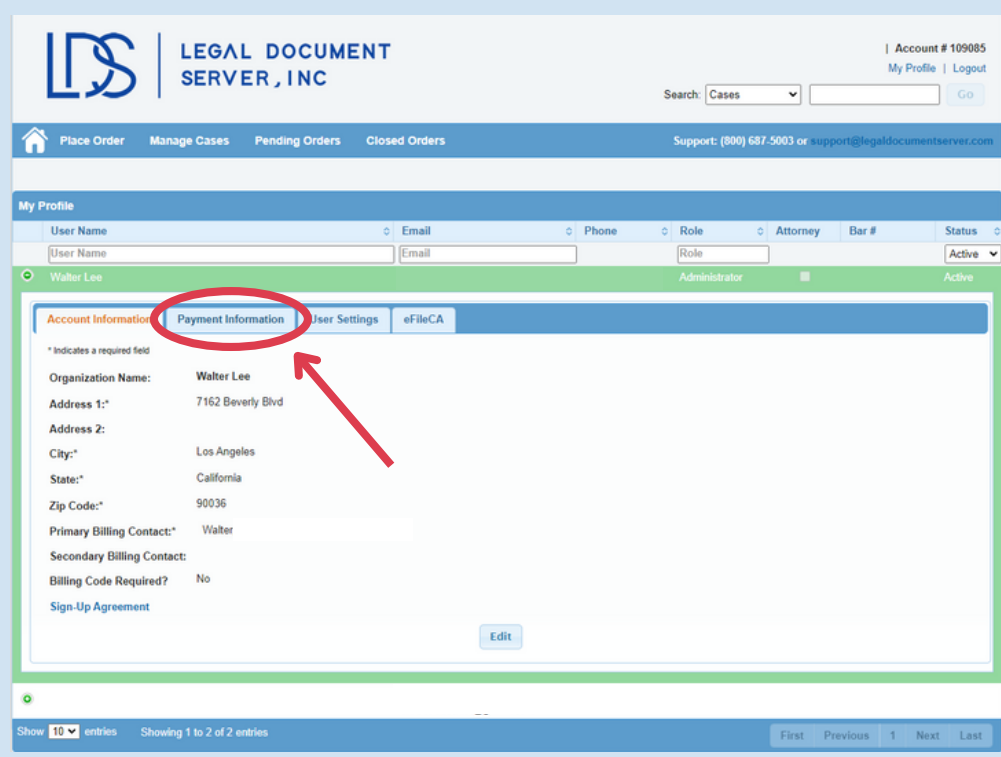 LDS
LEGAL DOCUMENT
SERVER, INC
| Account # 109085
My Profile | Logout
Search: Cases Go
Place Order Manage Cases Pending Orders Closed Orders Support: (800) 687-5003 or support@legaldocumentserver.com
My Profile
User Name Email Phone Role Attorney Bar # Status
User Name Email Role Active
Walter Lee Administrator Active
Account Information Payment Information User Settings eFileCA
* Indicates a required field
Organization Name: Walter Lee
Address 1:* 7162 Beverly Blvd
Address 2:
City:* Los Angeles
State:* California
Zip Code:* 90036
Primary Billing Contact:* Walter
Secondary Billing Contact:
Billing Code Required? No
Sign-Up Agreement
Edit
Show 10 entries Showing 1 to 2 of 2 entries First Previous 1 Next Last